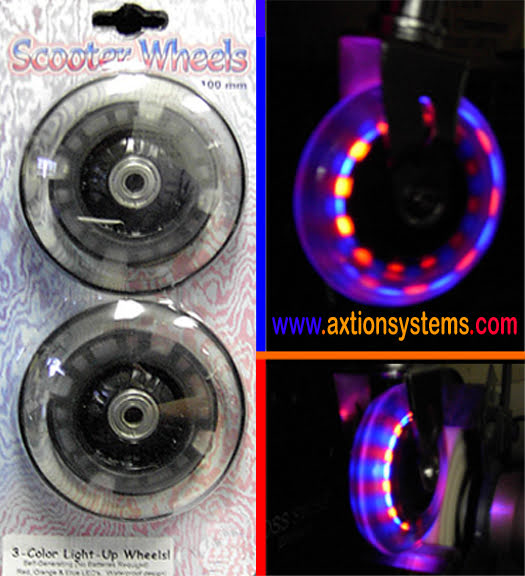 Scooter Wheels
100 mm
www.axtionsystems.com
3-Color Light-Up Wheels!
Self-Generating (No Batteries Required)
Red, Orange & Blue LED's, Waterproof design!